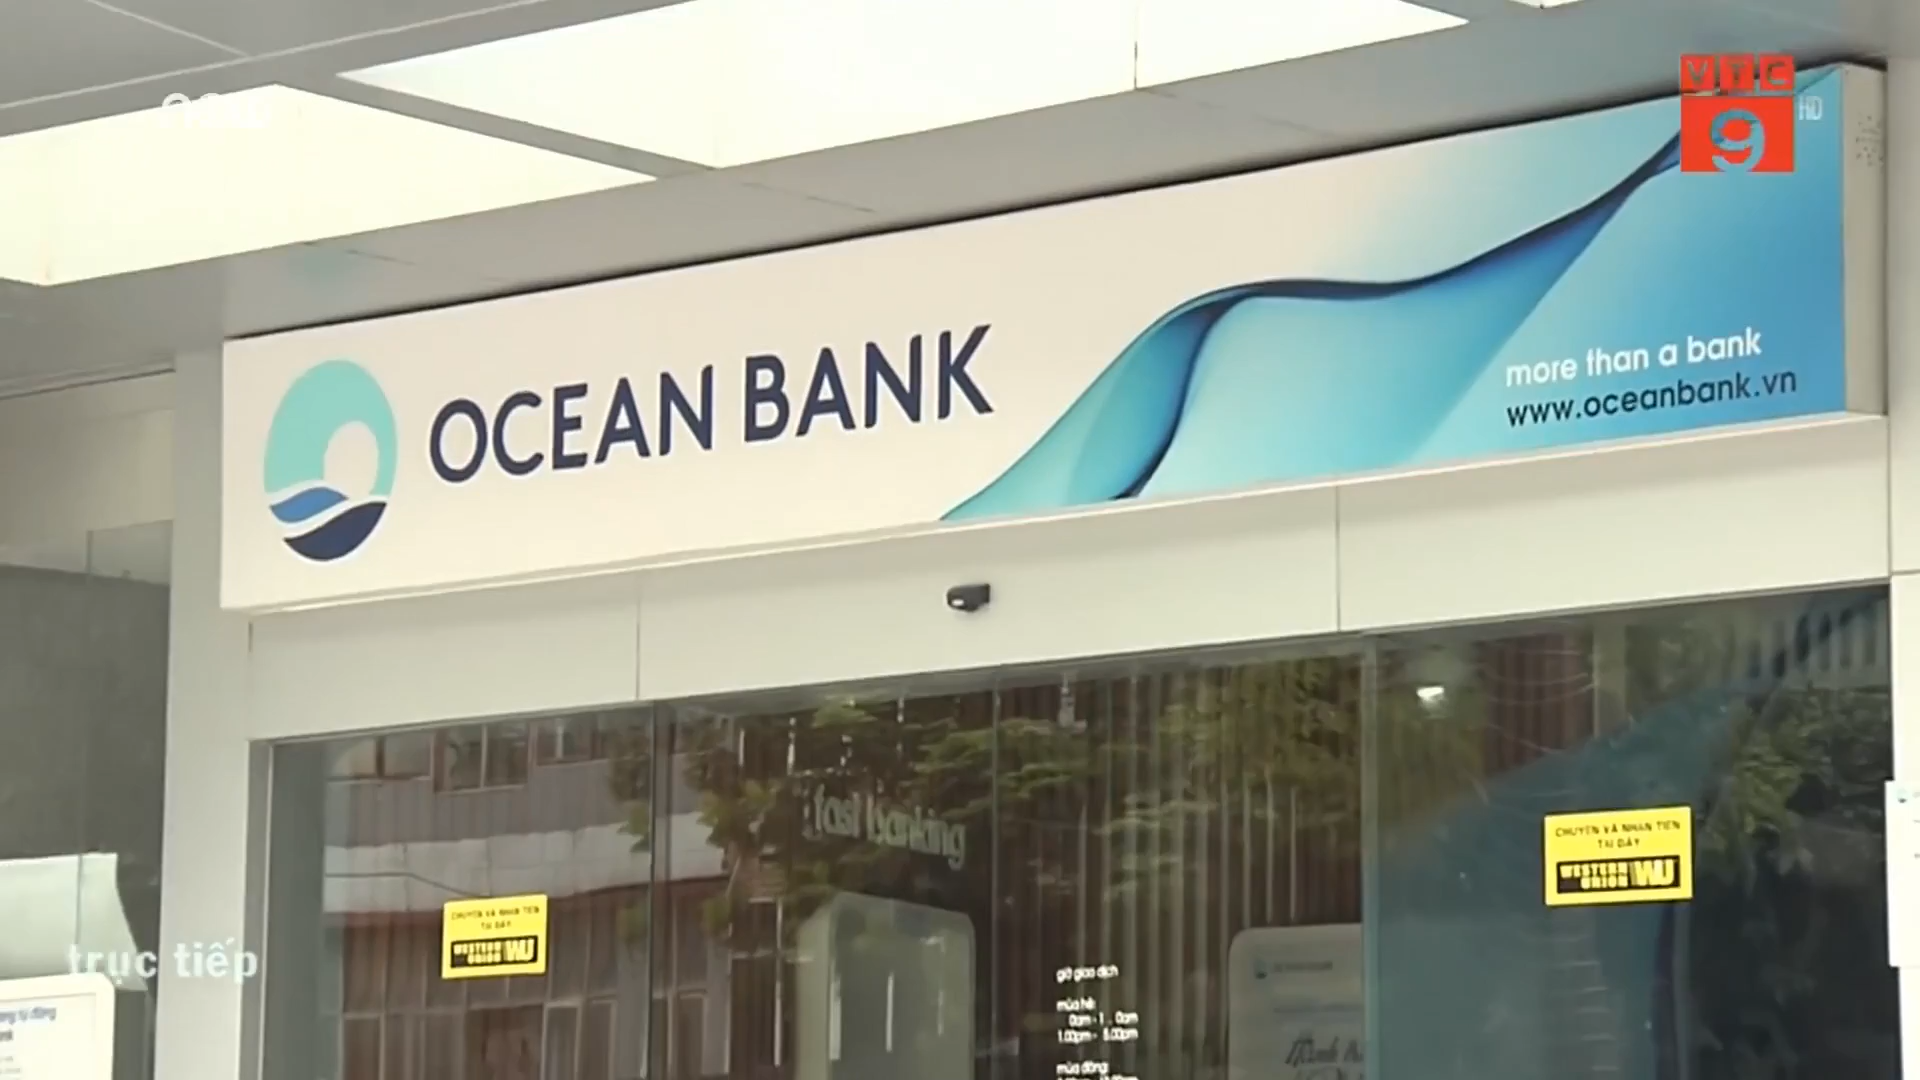 VTC
9
HD
OCEAN BANK
more than a bank
www.oceanbank.vn
fast banking
CHUYỂN VÀ NHẬN TIỀN
TẠI ĐÂY
WESTERN
UNION WU
CHUYỂN VÀ NHẬN TIỀN
TẠI ĐÂY
WESTERN
UNION WU
trực tiếp
giờ giao dịch
mùa hè:
mùa đông: